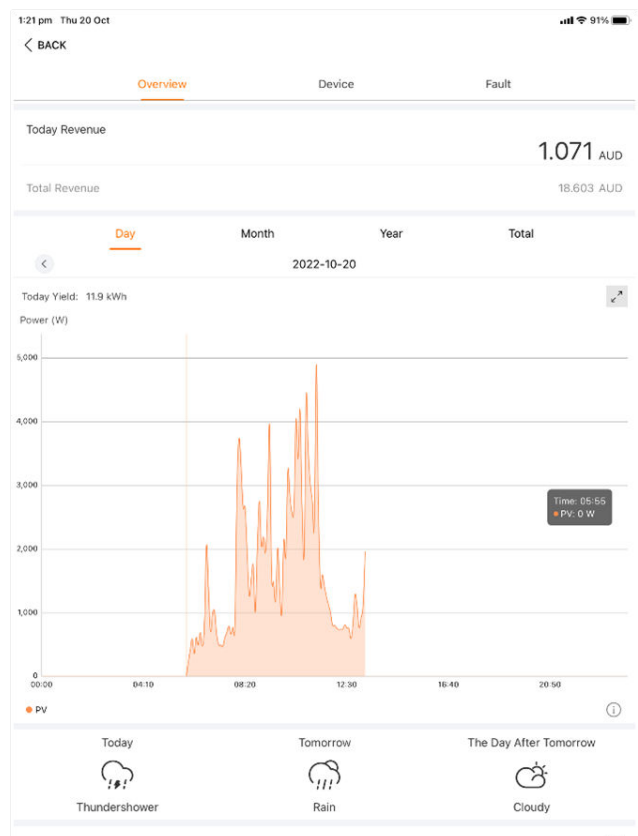 1:21 pm Thu 20 Oct 91%
BACK
Overview Device Fault
Today Revenue
1.071 AUD
Total Revenue 18.603 AUD
Day Month Year Total
2022-10-20
Today Yield: 11.9 kWh
Power (W)
5,000
4,000
3,000
Time: 05:55
PV: 0 W
2,000
1,000
0
00:00 04:10 08:20 12:30 16:40 20:50
PV
Today Tomorrow The Day After Tomorrow
Thundershower Rain Cloudy